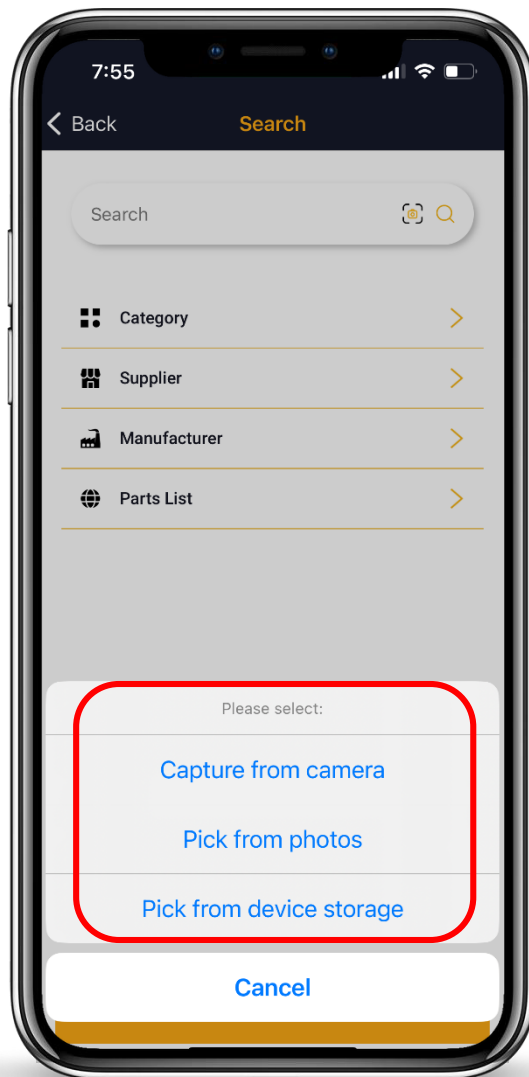 7:55
Back
Search
Search
Category
Supplier
Manufacturer
Parts List
Please select:
Capture from camera
Pick from photos
Pick from device storage
Cancel